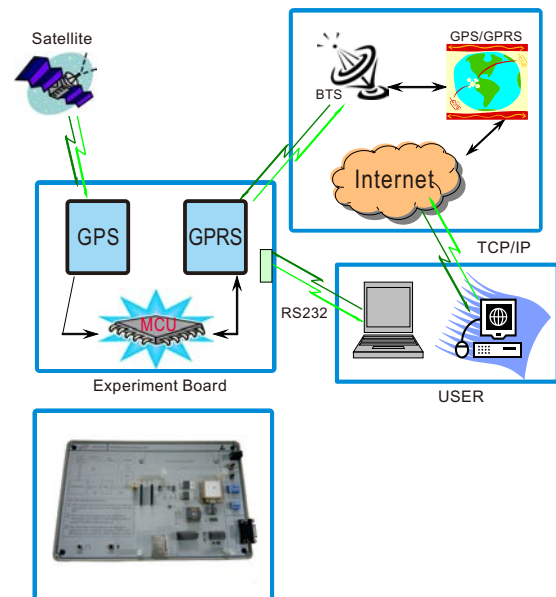 Satellite
GPS/GPRS
BTS
Internet
GPS
GPRS
TCP/IP
RS232
MCU
Experiment Board
USER